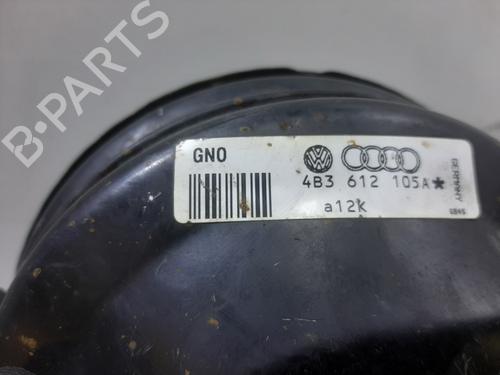 B-PARTS
GNO
4B3 612 105A*
a12K
GERMANY